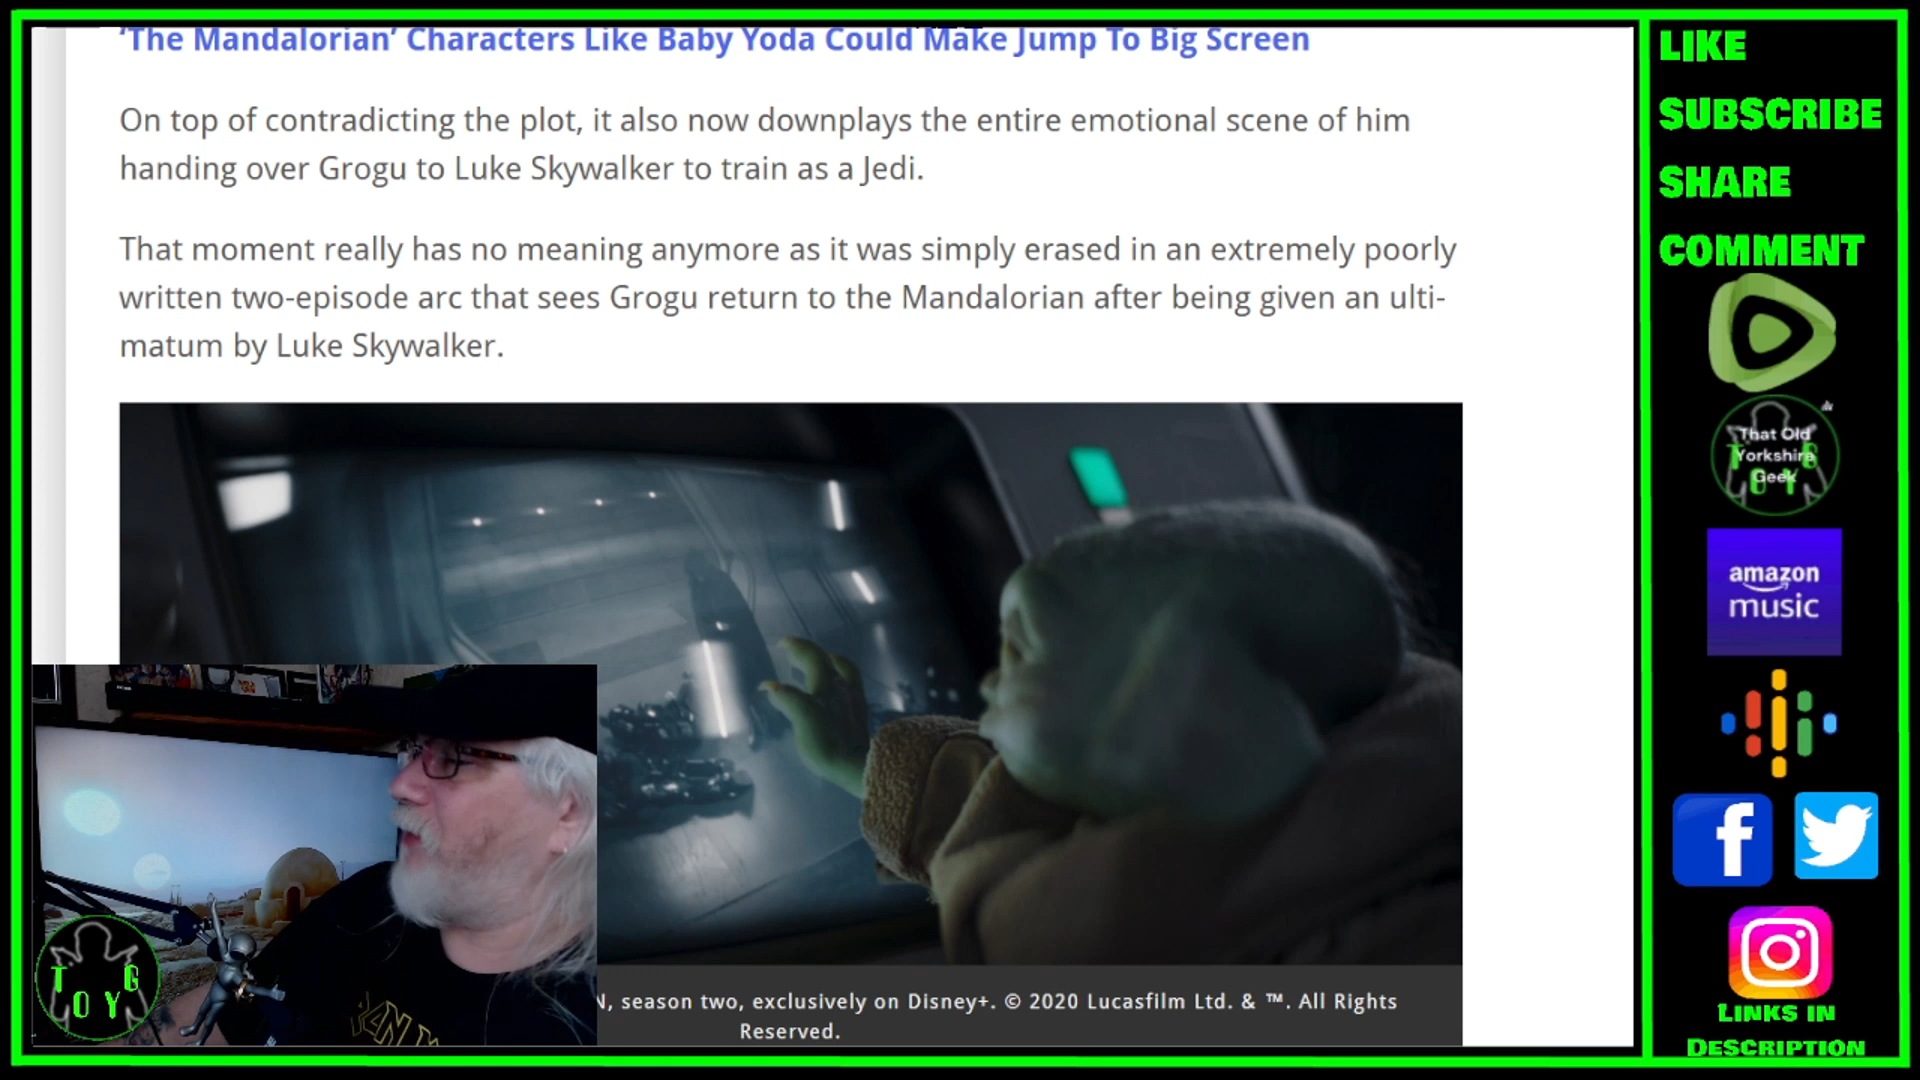 ‘The Mandalorian’ Characters Like Baby Yoda Could Make Jump To Big Screen
On top of contradicting the plot, it also now downplays the entire emotional scene of him
handing over Grogu to Luke Skywalker to train as a Jedi.
That moment really has no meaning anymore as it was simply erased in an extremely poorly
written two-episode arc that sees Grogu return to the Mandalorian after being given an ulti-
matum by Luke Skywalker.
N, season two, exclusively on Disney+. © 2020 Lucasfilm Ltd. & ™. All Rights
Reserved.
T G
O Y
LIKE
SUBSCRIBE
SHARE
COMMENT
That Old
Yorkshire
Geek
T G
O Y
amazon
music
f
LINKS IN
DESCRIPTION